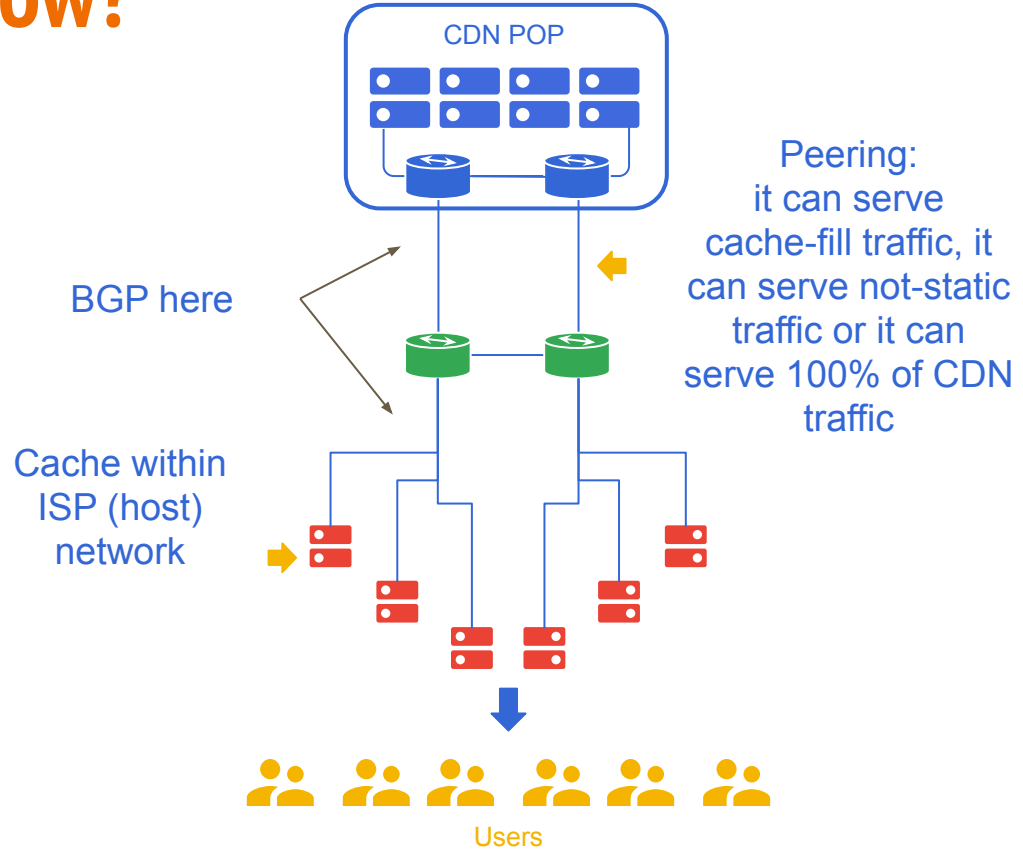 ow?
CDN POP
Peering:
it can serve
cache-fill traffic, it
can serve not-static
traffic or it can
serve 100% of CDN
traffic
BGP here
Cache within
ISP (host)
network
Users